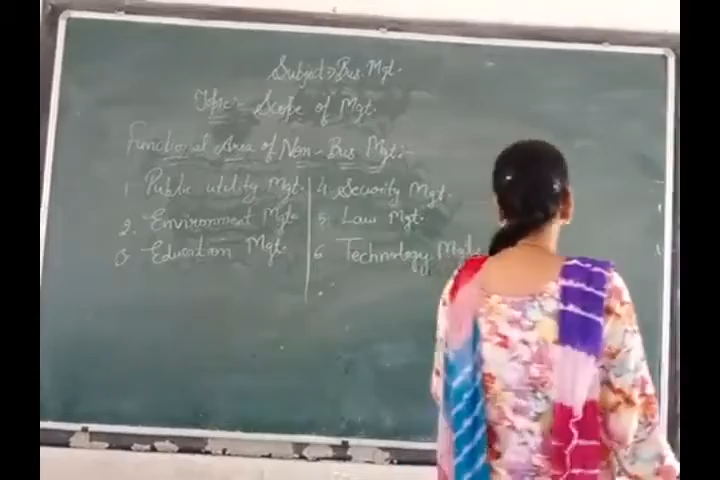 Subject > Bus. Mgt.
Topic:- Scope of Mgt.
Functional Area of Non-Bus. Mgt:-
1. Public utility Mgt.
2. Environment Mgt.
3. Education Mgt.
4. Security Mgt.
5. Law Mgt.
6. Technology Mgt.